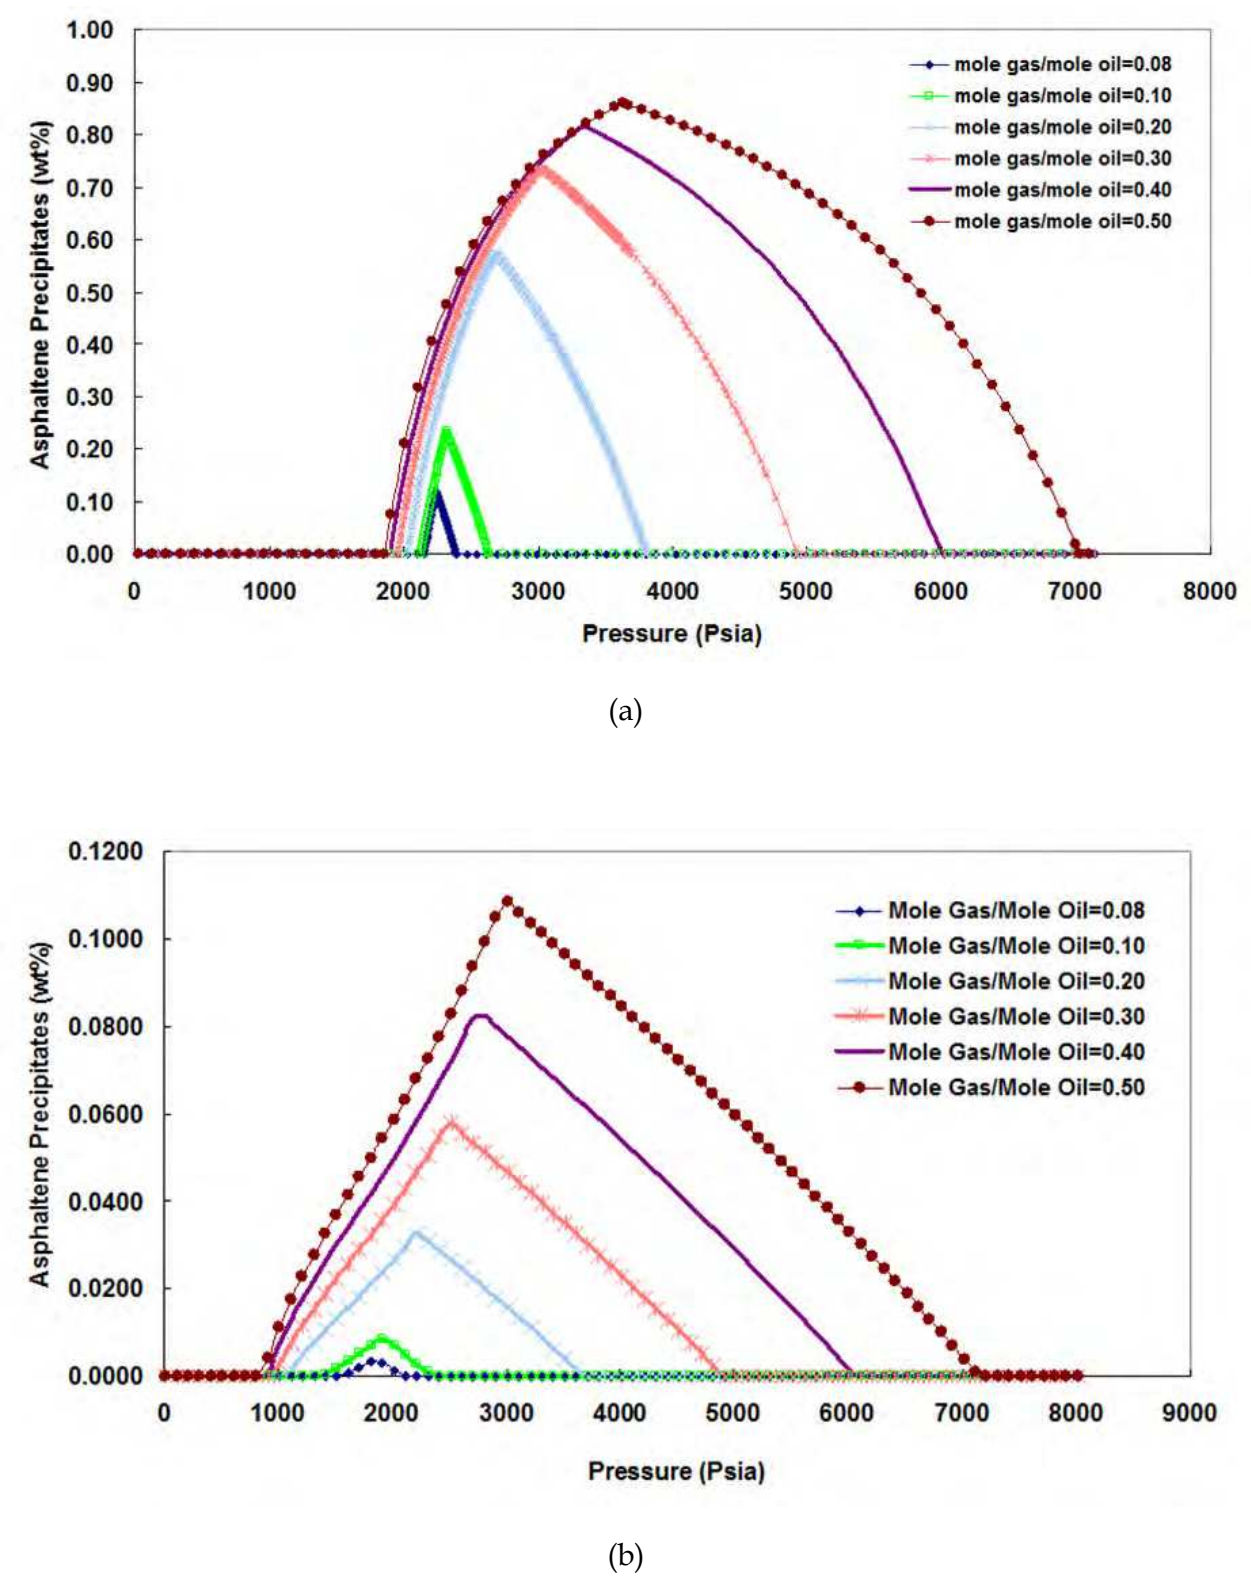 1.00
0.90
0.80
0.70
0.60
0.50
0.40
0.30
0.20
0.10
0.00
Asphaltene Precipitates (wt%)
mole gas/mole oil=0.08
mole gas/mole oil=0.10
mole gas/mole oil=0.20
mole gas/mole oil=0.30
mole gas/mole oil=0.40
mole gas/mole oil=0.50
0 1000 2000 3000 4000 5000 6000 7000 8000
Pressure (Psia)
(a)
0.1200
0.1000
0.0800
0.0600
0.0400
0.0200
0.0000
Asphaltene Precipitates (wt%)
Mole Gas/Mole Oil=0.08
Mole Gas/Mole Oil=0.10
Mole Gas/Mole Oil=0.20
Mole Gas/Mole Oil=0.30
Mole Gas/Mole Oil=0.40
Mole Gas/Mole Oil=0.50
0 1000 2000 3000 4000 5000 6000 7000 8000 9000
Pressure (Psia)
(b)